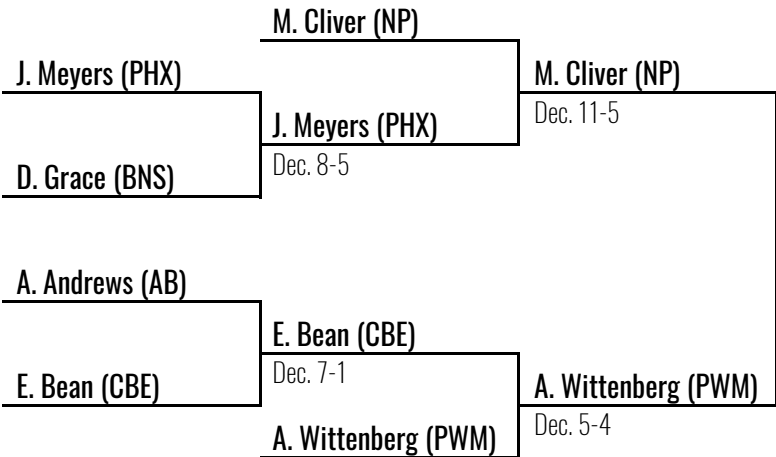 M. Cliver (NP)
J. Meyers (PHX)
M. Cliver (NP)
Dec. 11-5
J. Meyers (PHX)
Dec. 8-5
D. Grace (BNS)
A. Andrews (AB)
E. Bean (CBE)
Dec. 7-1
E. Bean (CBE)
A. Wittenberg (PWM)
Dec. 5-4
A. Wittenberg (PWM)